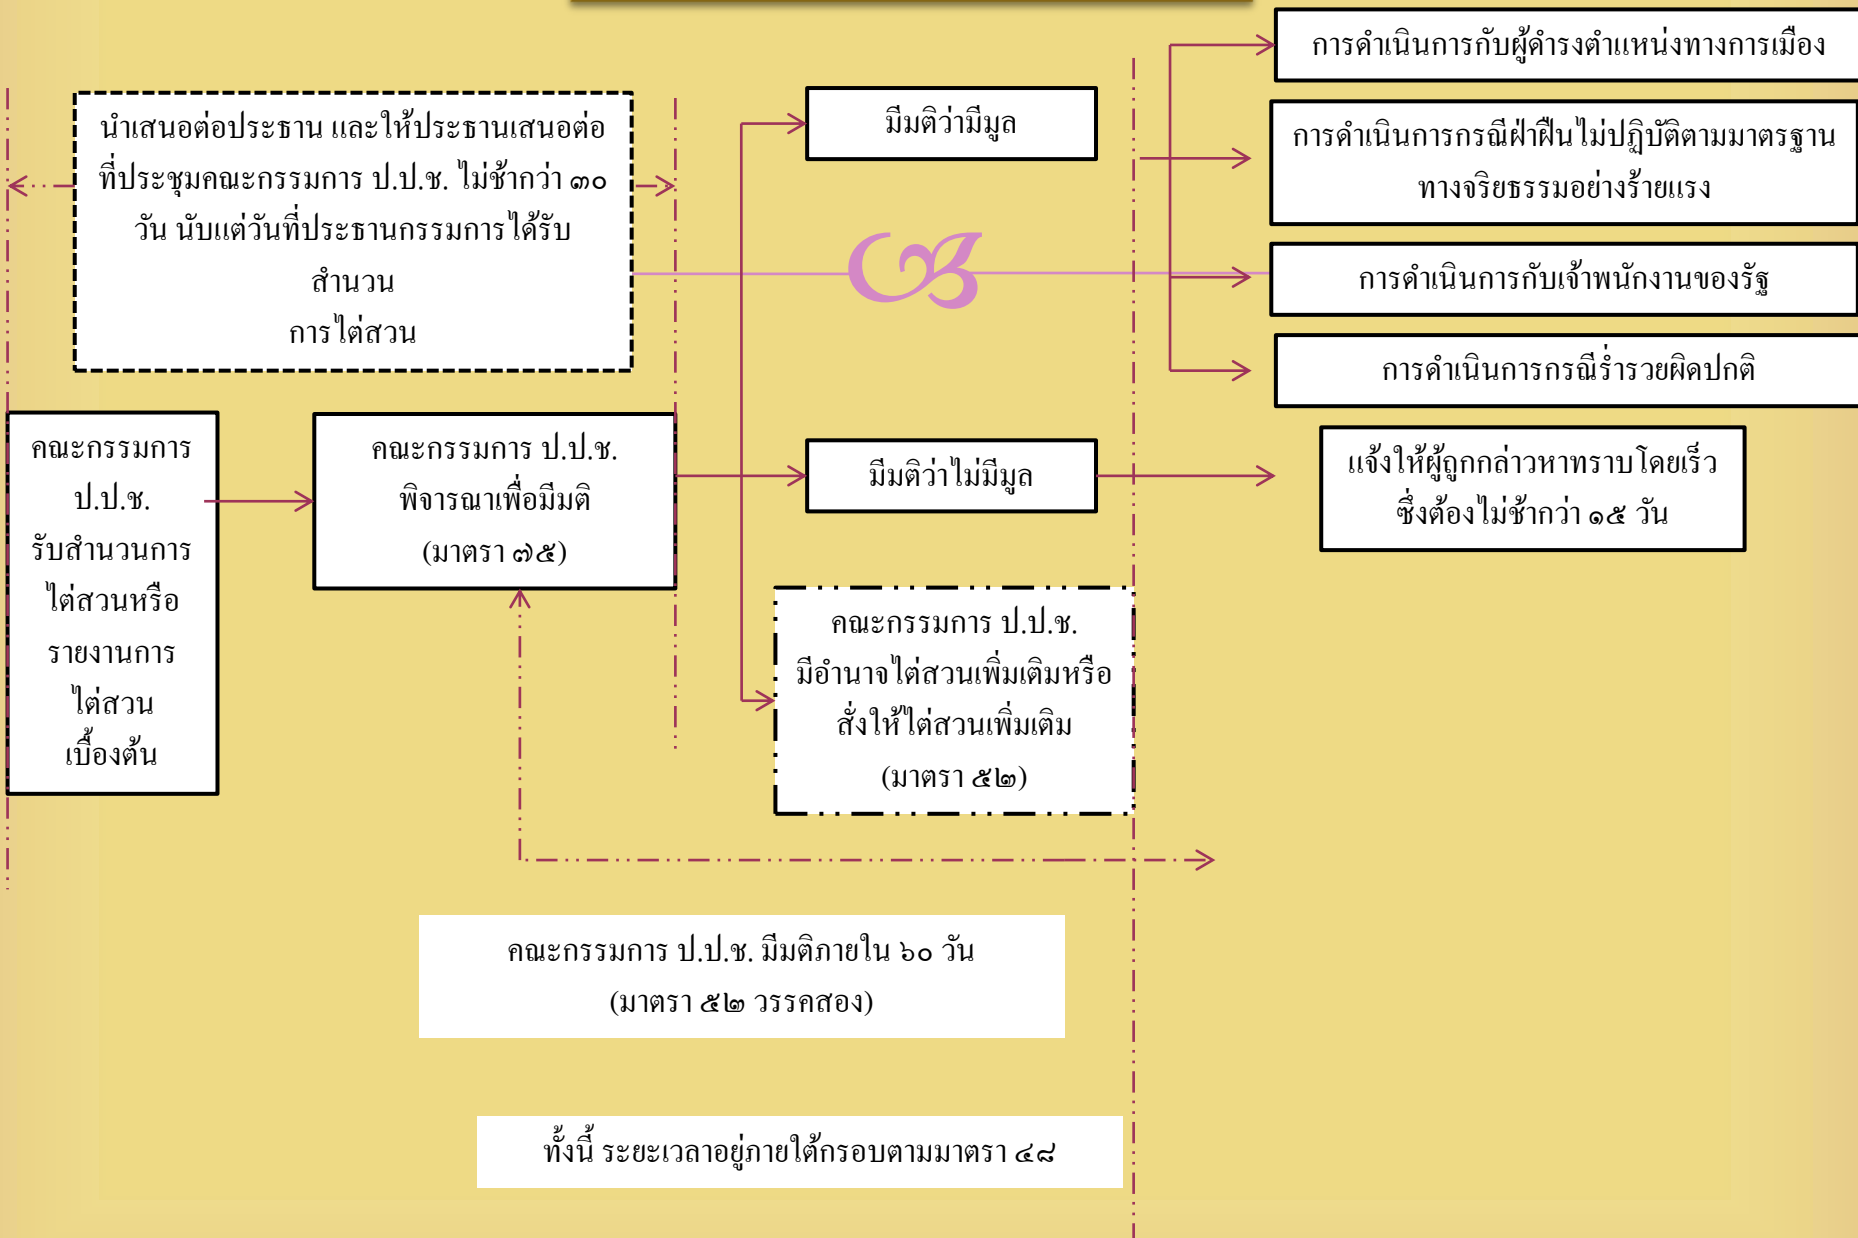 นำเสนอต่อประธาน และให้ประธานเสนอต่อ
ที่ประชุมคณะกรรมการ ป.ป.ช. ไม่ช้ากว่า ๓๐
วัน นับแต่วันที่ประธานกรรมการได้รับ
สำนวน
การไต่สวน
คณะกรรมการ
ป.ป.ช.
รับสำนวนการ
ไต่สวนหรือ
รายงานการ
ไต่สวน
เบื้องต้น
คณะกรรมการ ป.ป.ช.
พิจารณาเพื่อมีมติ
(มาตรา ๗๕)
มีมติว่ามีมูล
มีมติว่าไม่มีมูล
คณะกรรมการ ป.ป.ช.
มีอำนาจไต่สวนเพิ่มเติมหรือ
สั่งให้ไต่สวนเพิ่มเติม
(มาตรา ๕๒)
การดำเนินการกับผู้ดำรงตำแหน่งทางการเมือง
การดำเนินการกรณีฝ่าฝืนไม่ปฏิบัติตามมาตรฐาน
ทางจริยธรรมอย่างร้ายแรง
การดำเนินการกับเจ้าพนักงานของรัฐ
การดำเนินการกรณีร่ำรวยผิดปกติ
แจ้งให้ผู้ถูกกล่าวหาทราบโดยเร็ว
ซึ่งต้องไม่ช้ากว่า ๑๕ วัน
คณะกรรมการ ป.ป.ช. มีมติภายใน ๖๐ วัน
(มาตรา ๕๒ วรรคสอง)
ทั้งนี้ ระยะเวลาอยู่ภายใต้กรอบตามมาตรา ๔๘